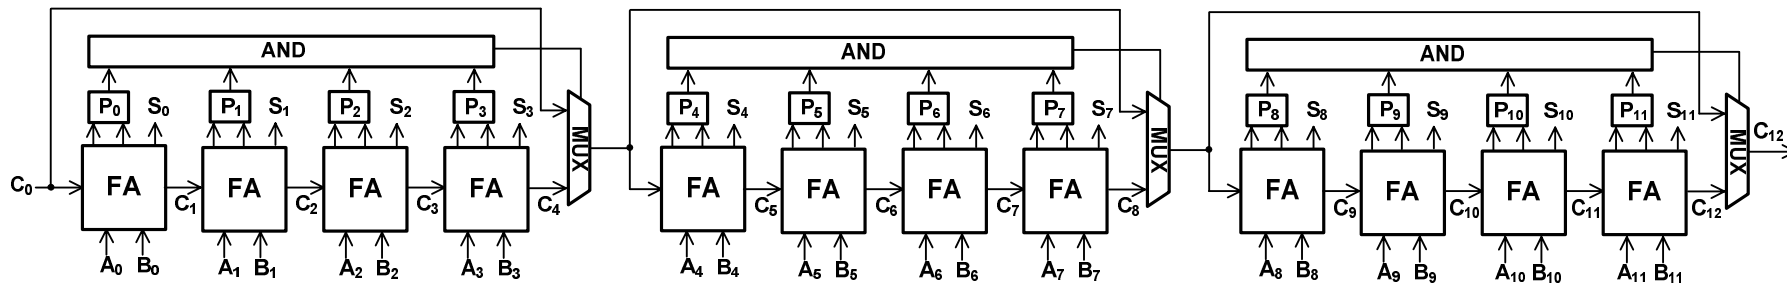 AND AND AND
P₀ S₀ P₁ S₁ P₂ S₂ P₃ S₃ MUX P₄ S₄ P₅ S₅ P₆ S₆ P₇ S₇ MUX P₈ S₈ P₉ S₉ P₁₀ S₁₀ P₁₁ S₁₁ MUX C₁₂
C₀ FA C₁ FA C₂ FA C₃ FA C₄ FA C₅ FA C₆ FA C₇ FA C₈ FA C₉ FA C₁₀ FA C₁₁ FA C₁₂
A₀ B₀ A₁ B₁ A₂ B₂ A₃ B₃ A₄ B₄ A₅ B₅ A₆ B₆ A₇ B₇ A₈ B₈ A₉ B₉ A₁₀ B₁₀ A₁₁ B₁₁